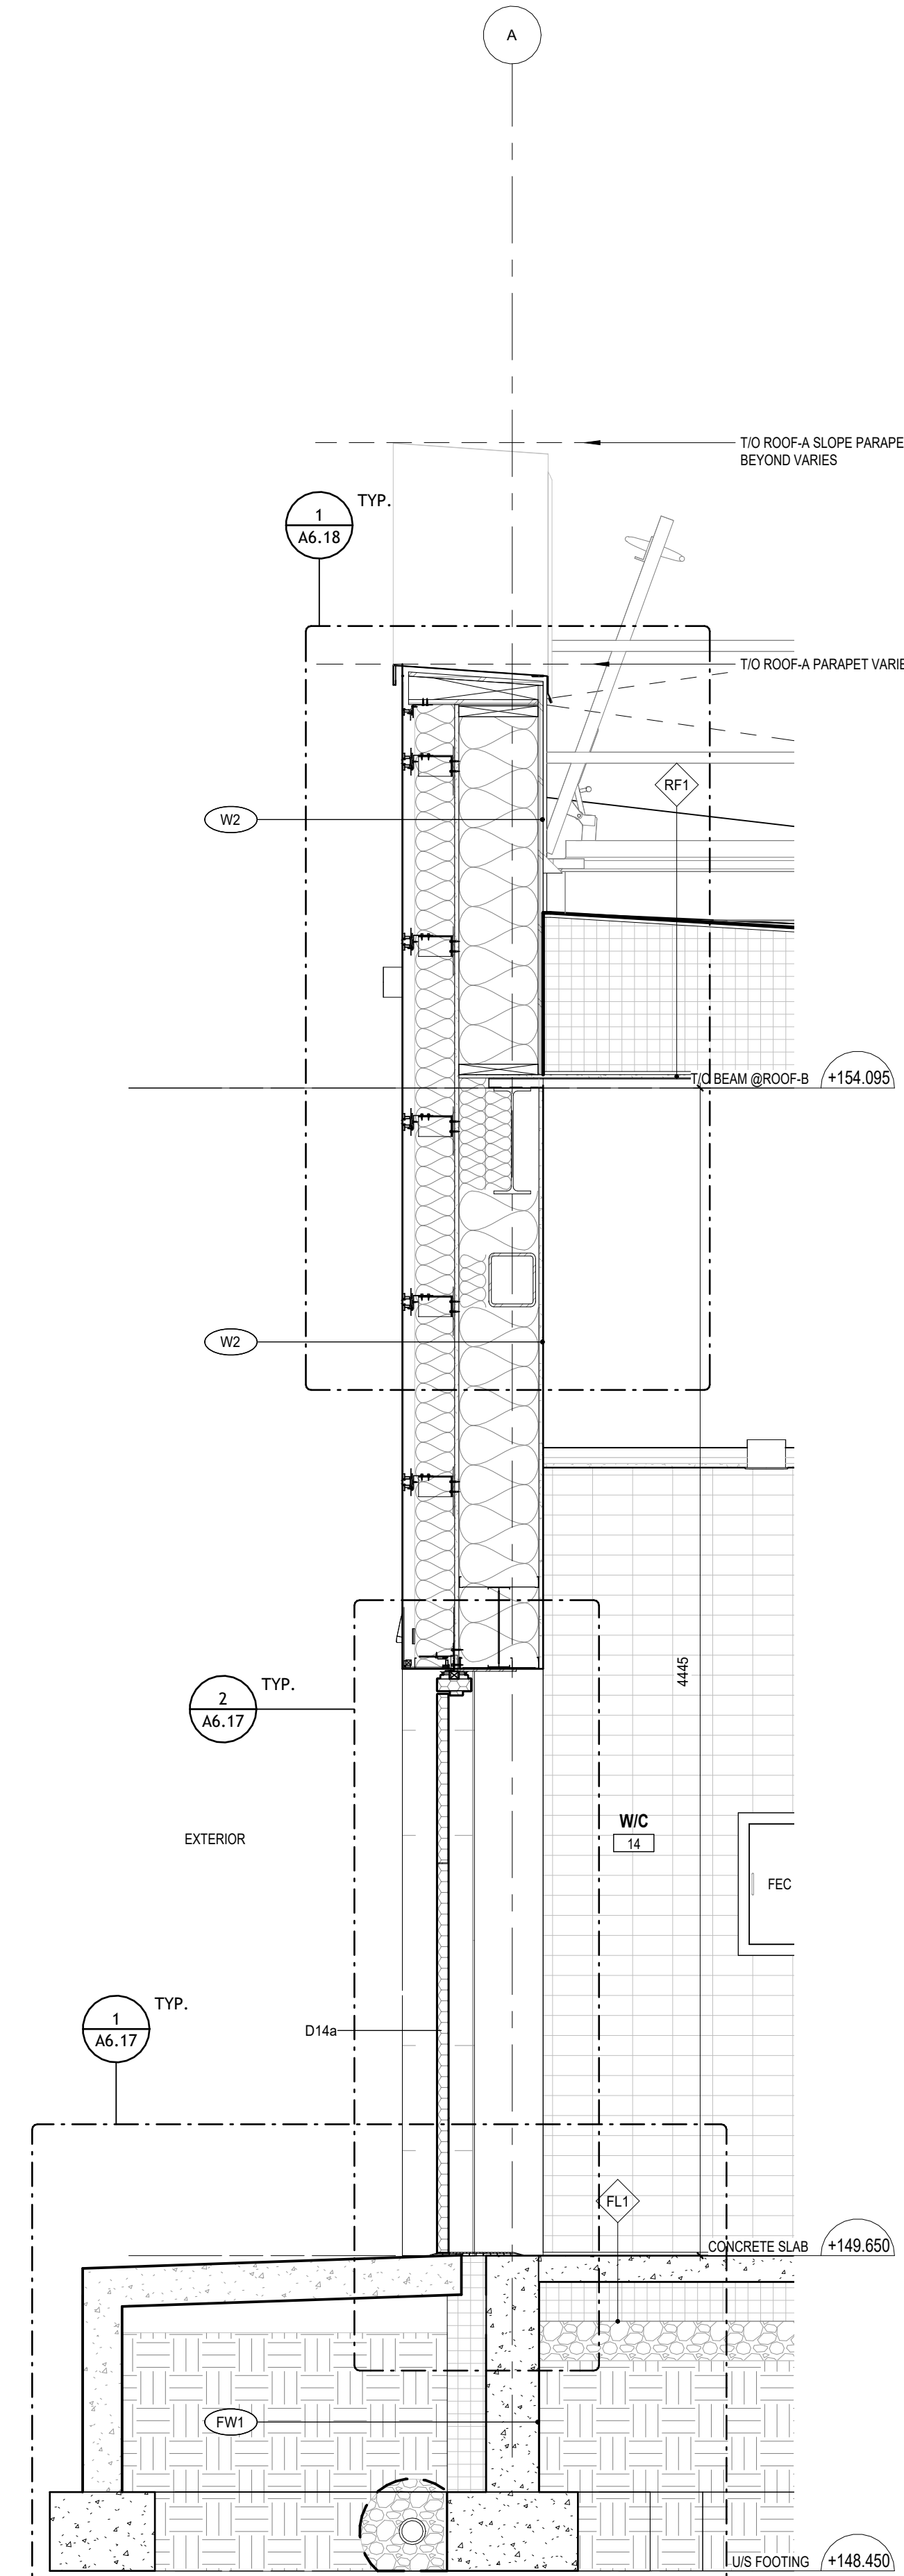 A
T/O ROOF-A SLOPE PARAPE
BEYOND VARIES
1
A6.18
TYP.
T/O ROOF-A PARAPET VARIE
RF1
W2
T/O BEAM @ROOF-B
+154.095
W2
2
A6.17
TYP.
4445
W/C
14
EXTERIOR
FEC
1
A6.17
TYP.
D14a
FL1
CONCRETE SLAB
+149.650
FW1
U/S FOOTING
+148.450